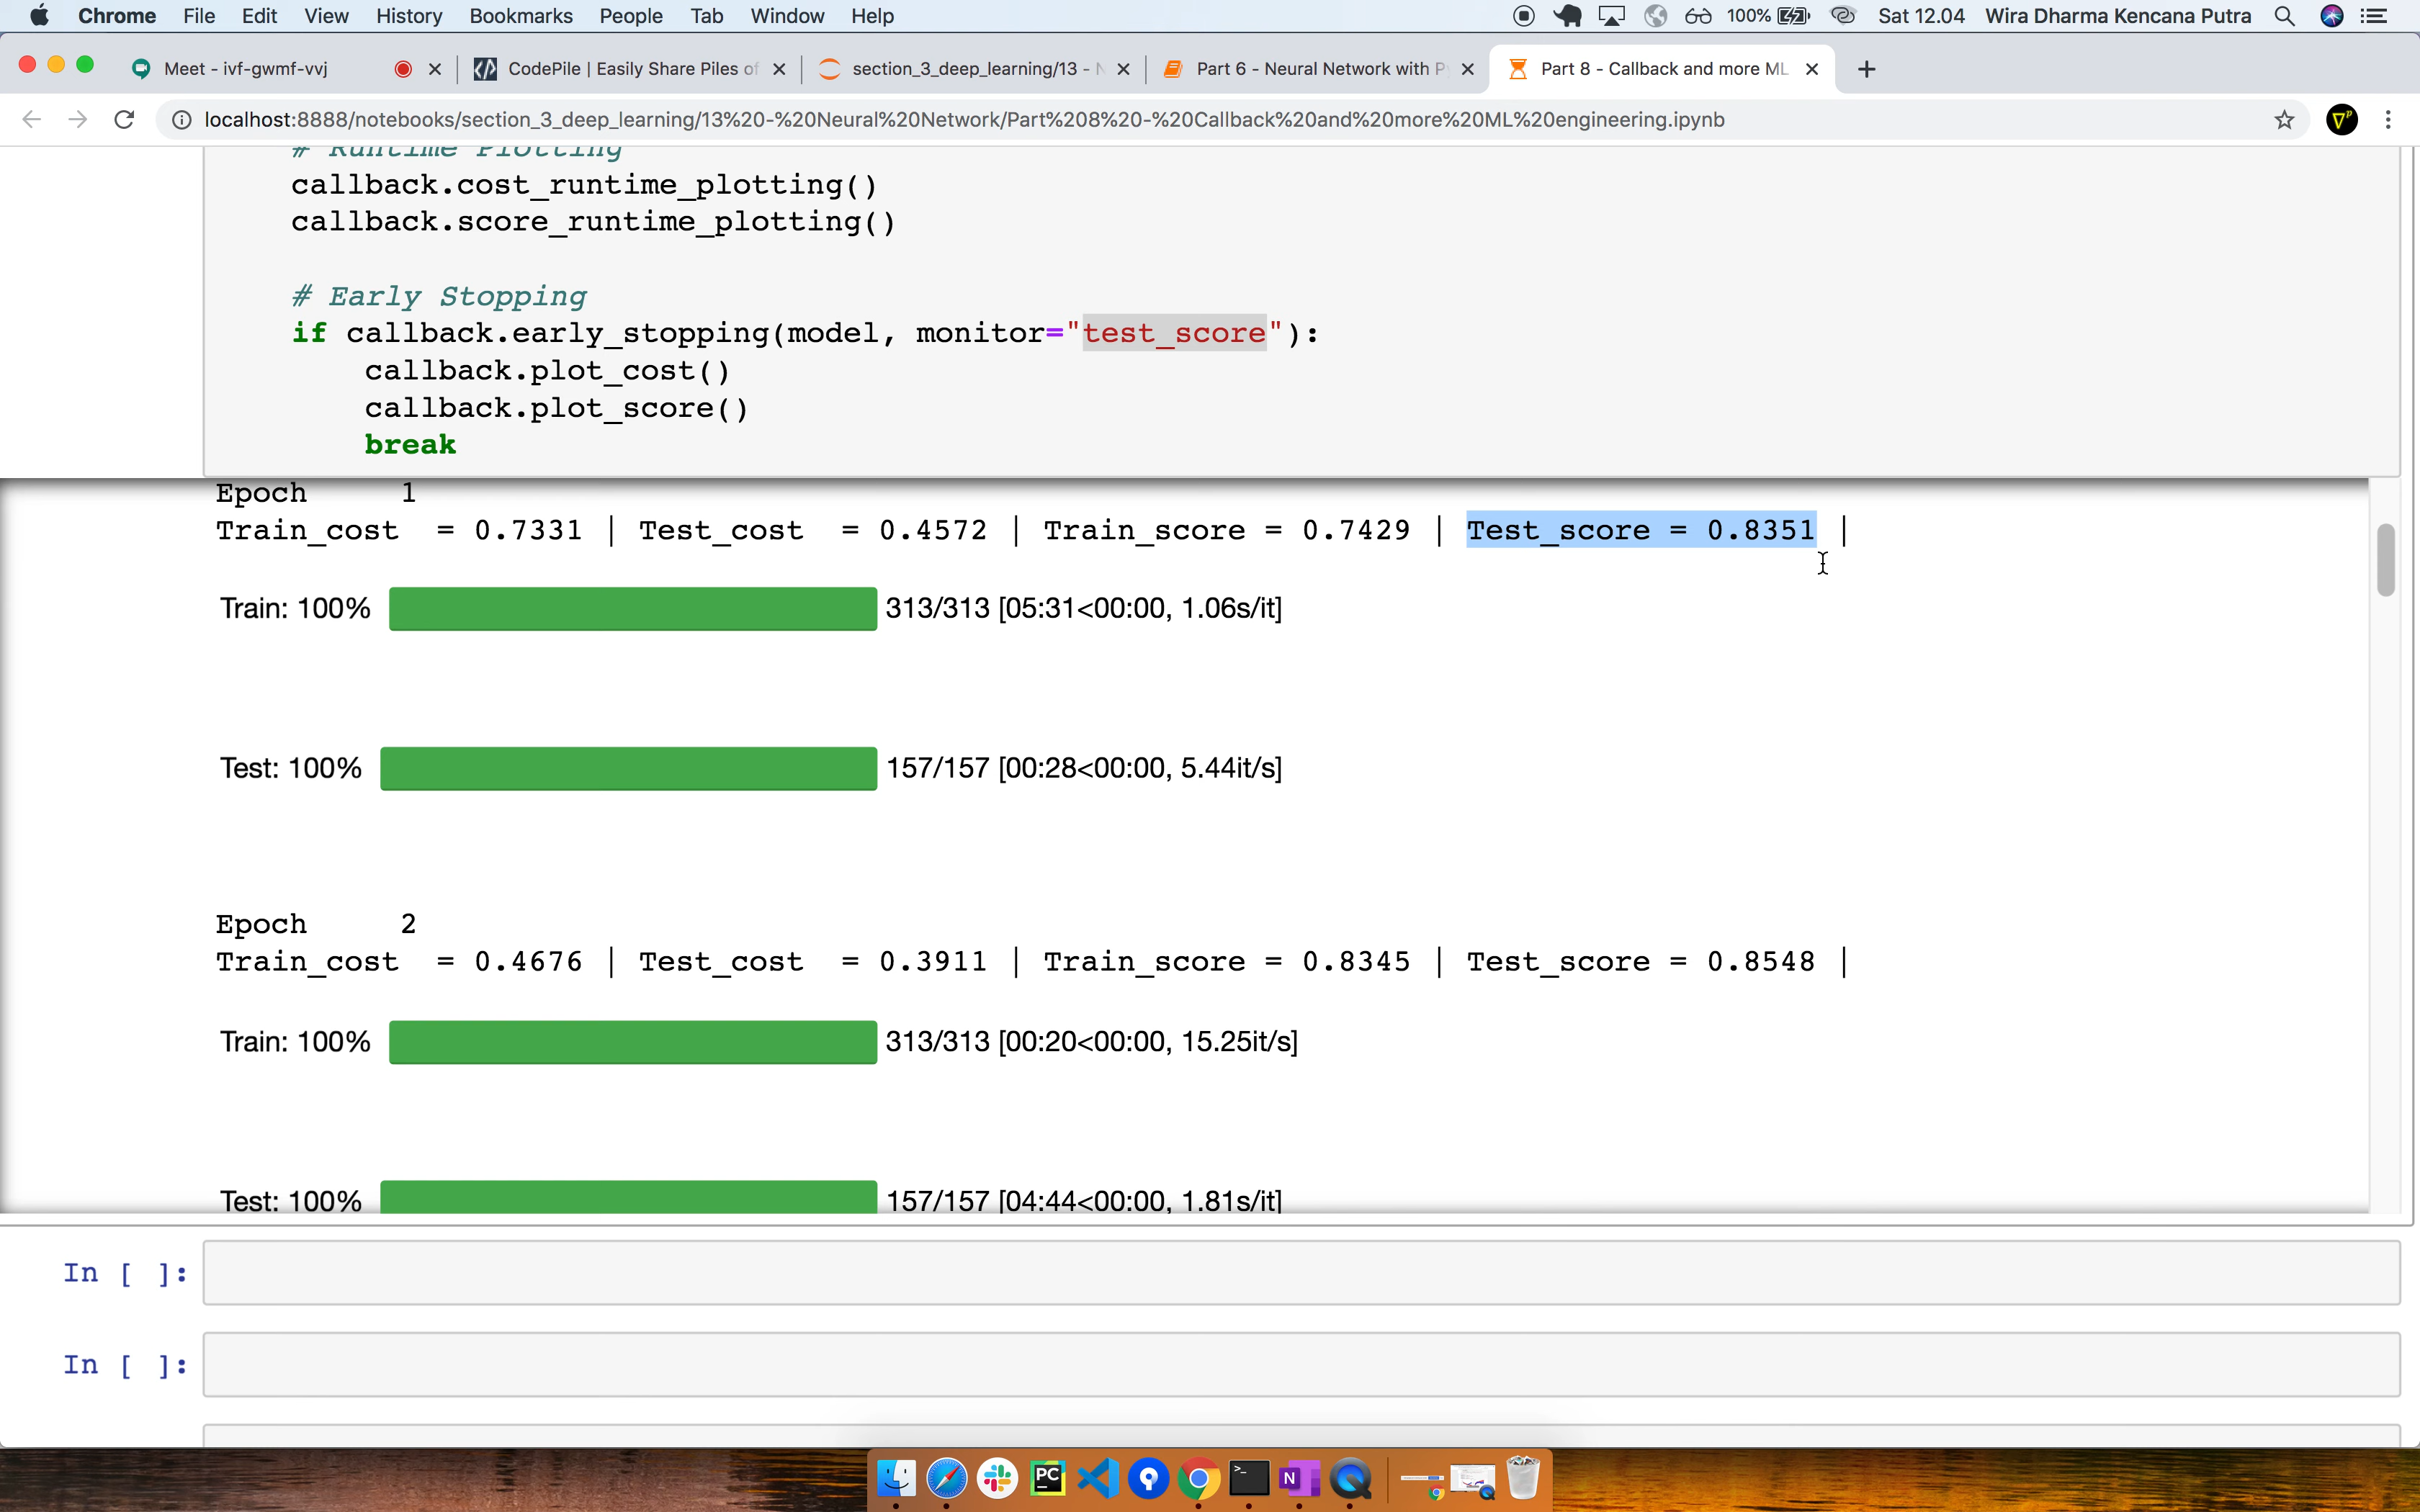 Chrome File Edit View History Bookmarks People Tab Window Help 100% Sat 12.04 Wira Dharma Kencana Putra
Meet - ivf-gwmf-vvj CodePile | Easily Share Piles of section_3_deep_learning/13 - N Part 6 - Neural Network with Py Part 8 - Callback and more ML
localhost:8888/notebooks/section_3_deep_learning/13%20-%20Neural%20Network/Part%208%20-%20Callback%20and%20more%20ML%20engineering.ipynb
# Runtime Plotting
callback.cost_runtime_plotting()
callback.score_runtime_plotting()
# Early Stopping
if callback.early_stopping(model, monitor="test_score"):
callback.plot_cost()
callback.plot_score()
break
Epoch 1
Train_cost = 0.7331 | Test_cost = 0.4572 | Train_score = 0.7429 | Test_score = 0.8351 |
Train: 100% 313/313 [05:31<00:00, 1.06s/it]
Test: 100% 157/157 [00:28<00:00, 5.44it/s]
Epoch 2
Train_cost = 0.4676 | Test_cost = 0.3911 | Train_score = 0.8345 | Test_score = 0.8548 |
Train: 100% 313/313 [00:20<00:00, 15.25it/s]
Test: 100% 157/157 [04:44<00:00, 1.81s/it]
In [ ]:
In [ ]: